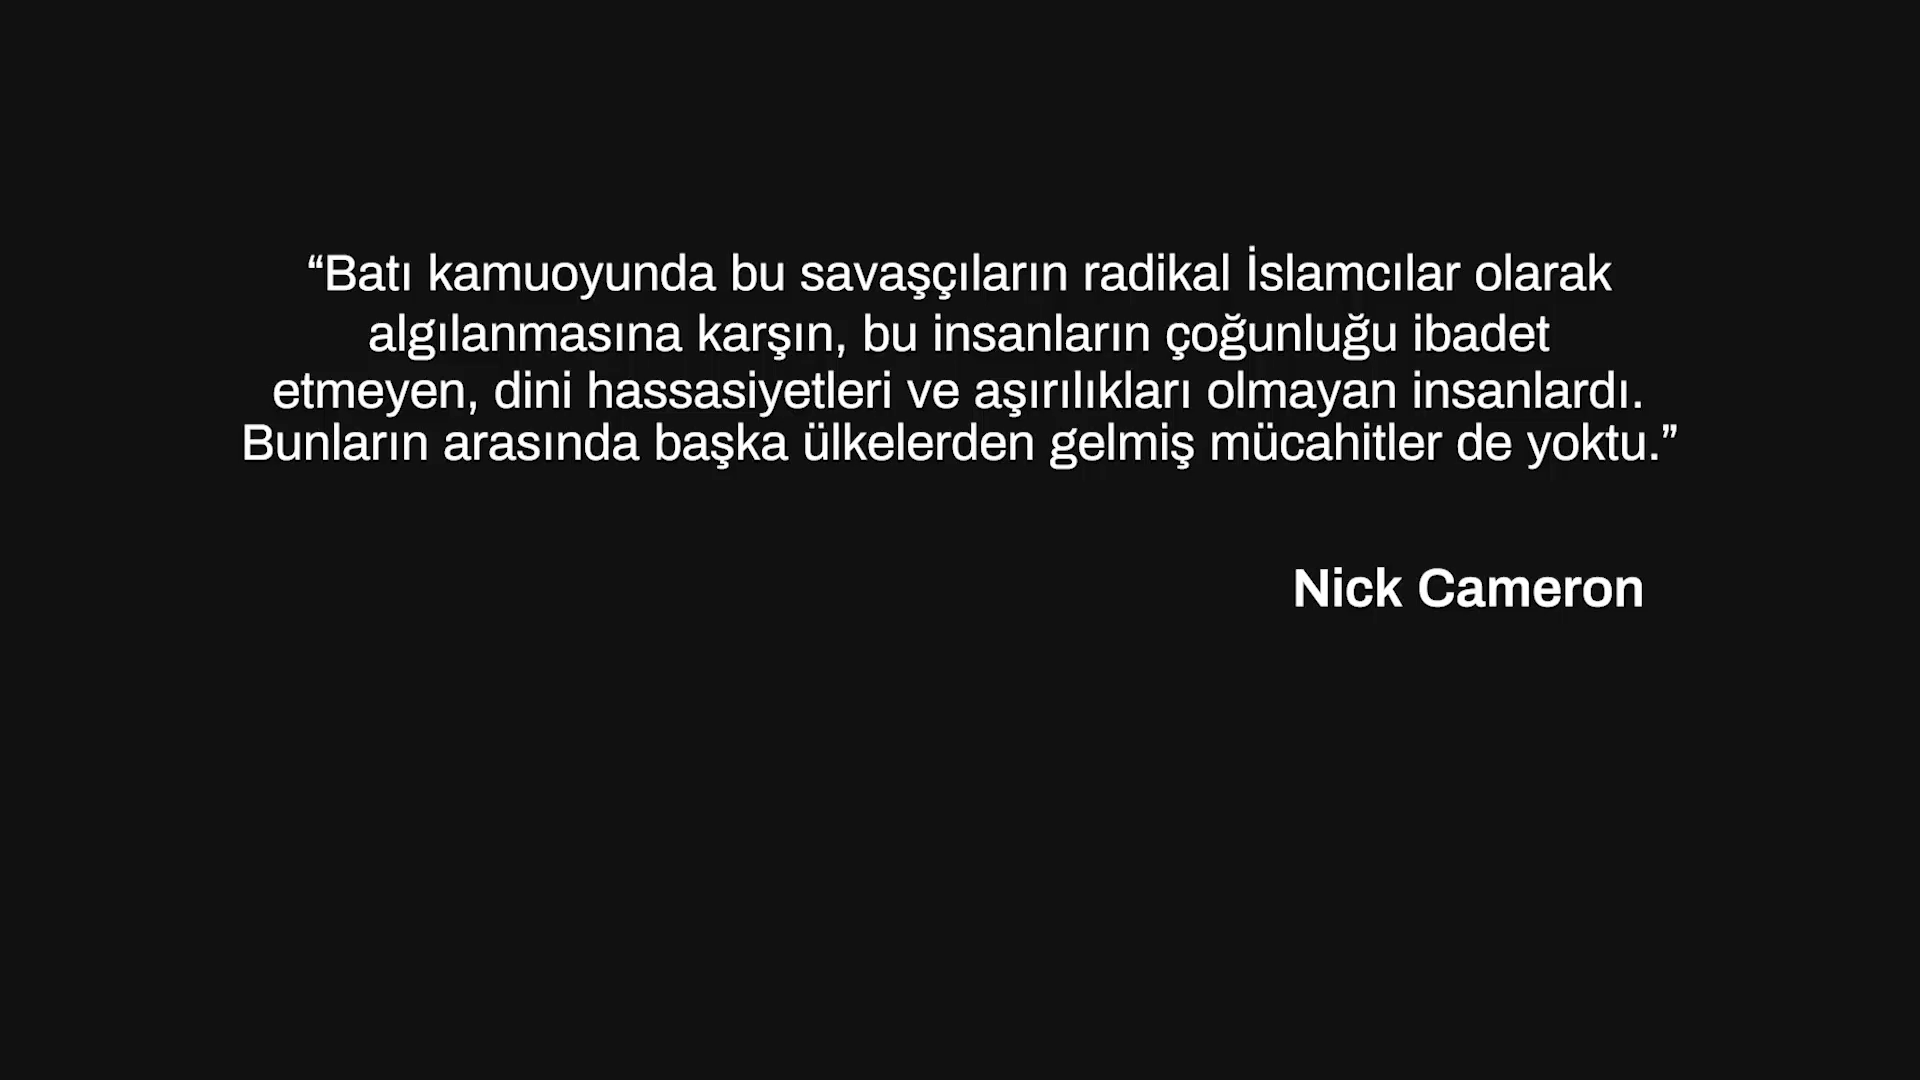 “Batı kamuoyunda bu savaşçıların radikal İslamcılar olarak
algılanmasına karşın, bu insanların çoğunluğu ibadet
etmeyen, dini hassasiyetleri ve aşırılıkları olmayan insanlardı.
Bunların arasında başka ülkelerden gelmiş mücahitler de yoktu.”
Nick Cameron